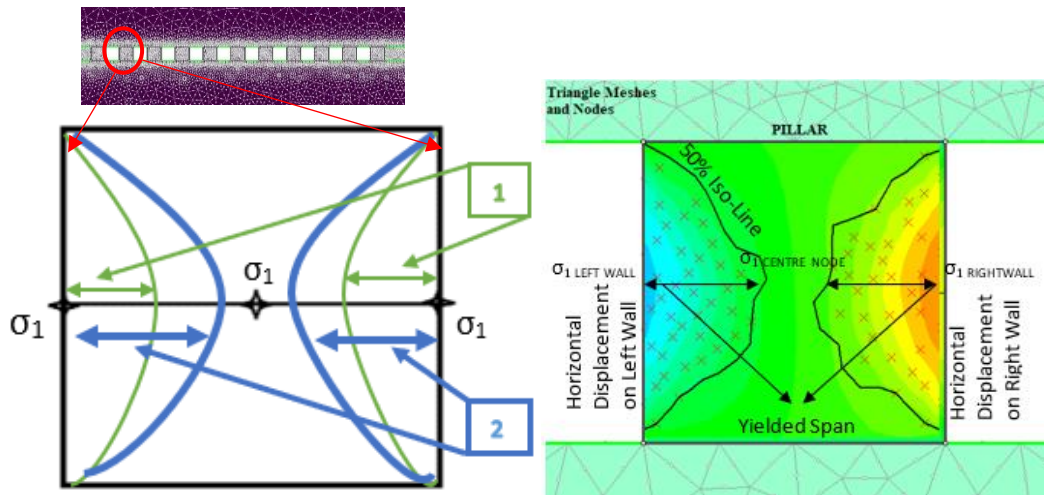 1
σ1
σ1
σ1
2
Triangle Meshes
and Nodes
PILLAR
50% Iso-Line
σ1 LEFT WALL
σ1 CENTRE NODE
σ1 RIGHTWALL
Horizontal
Displacement
on Left Wall
Horizontal
Displacement
on Right Wall
Yielded Span